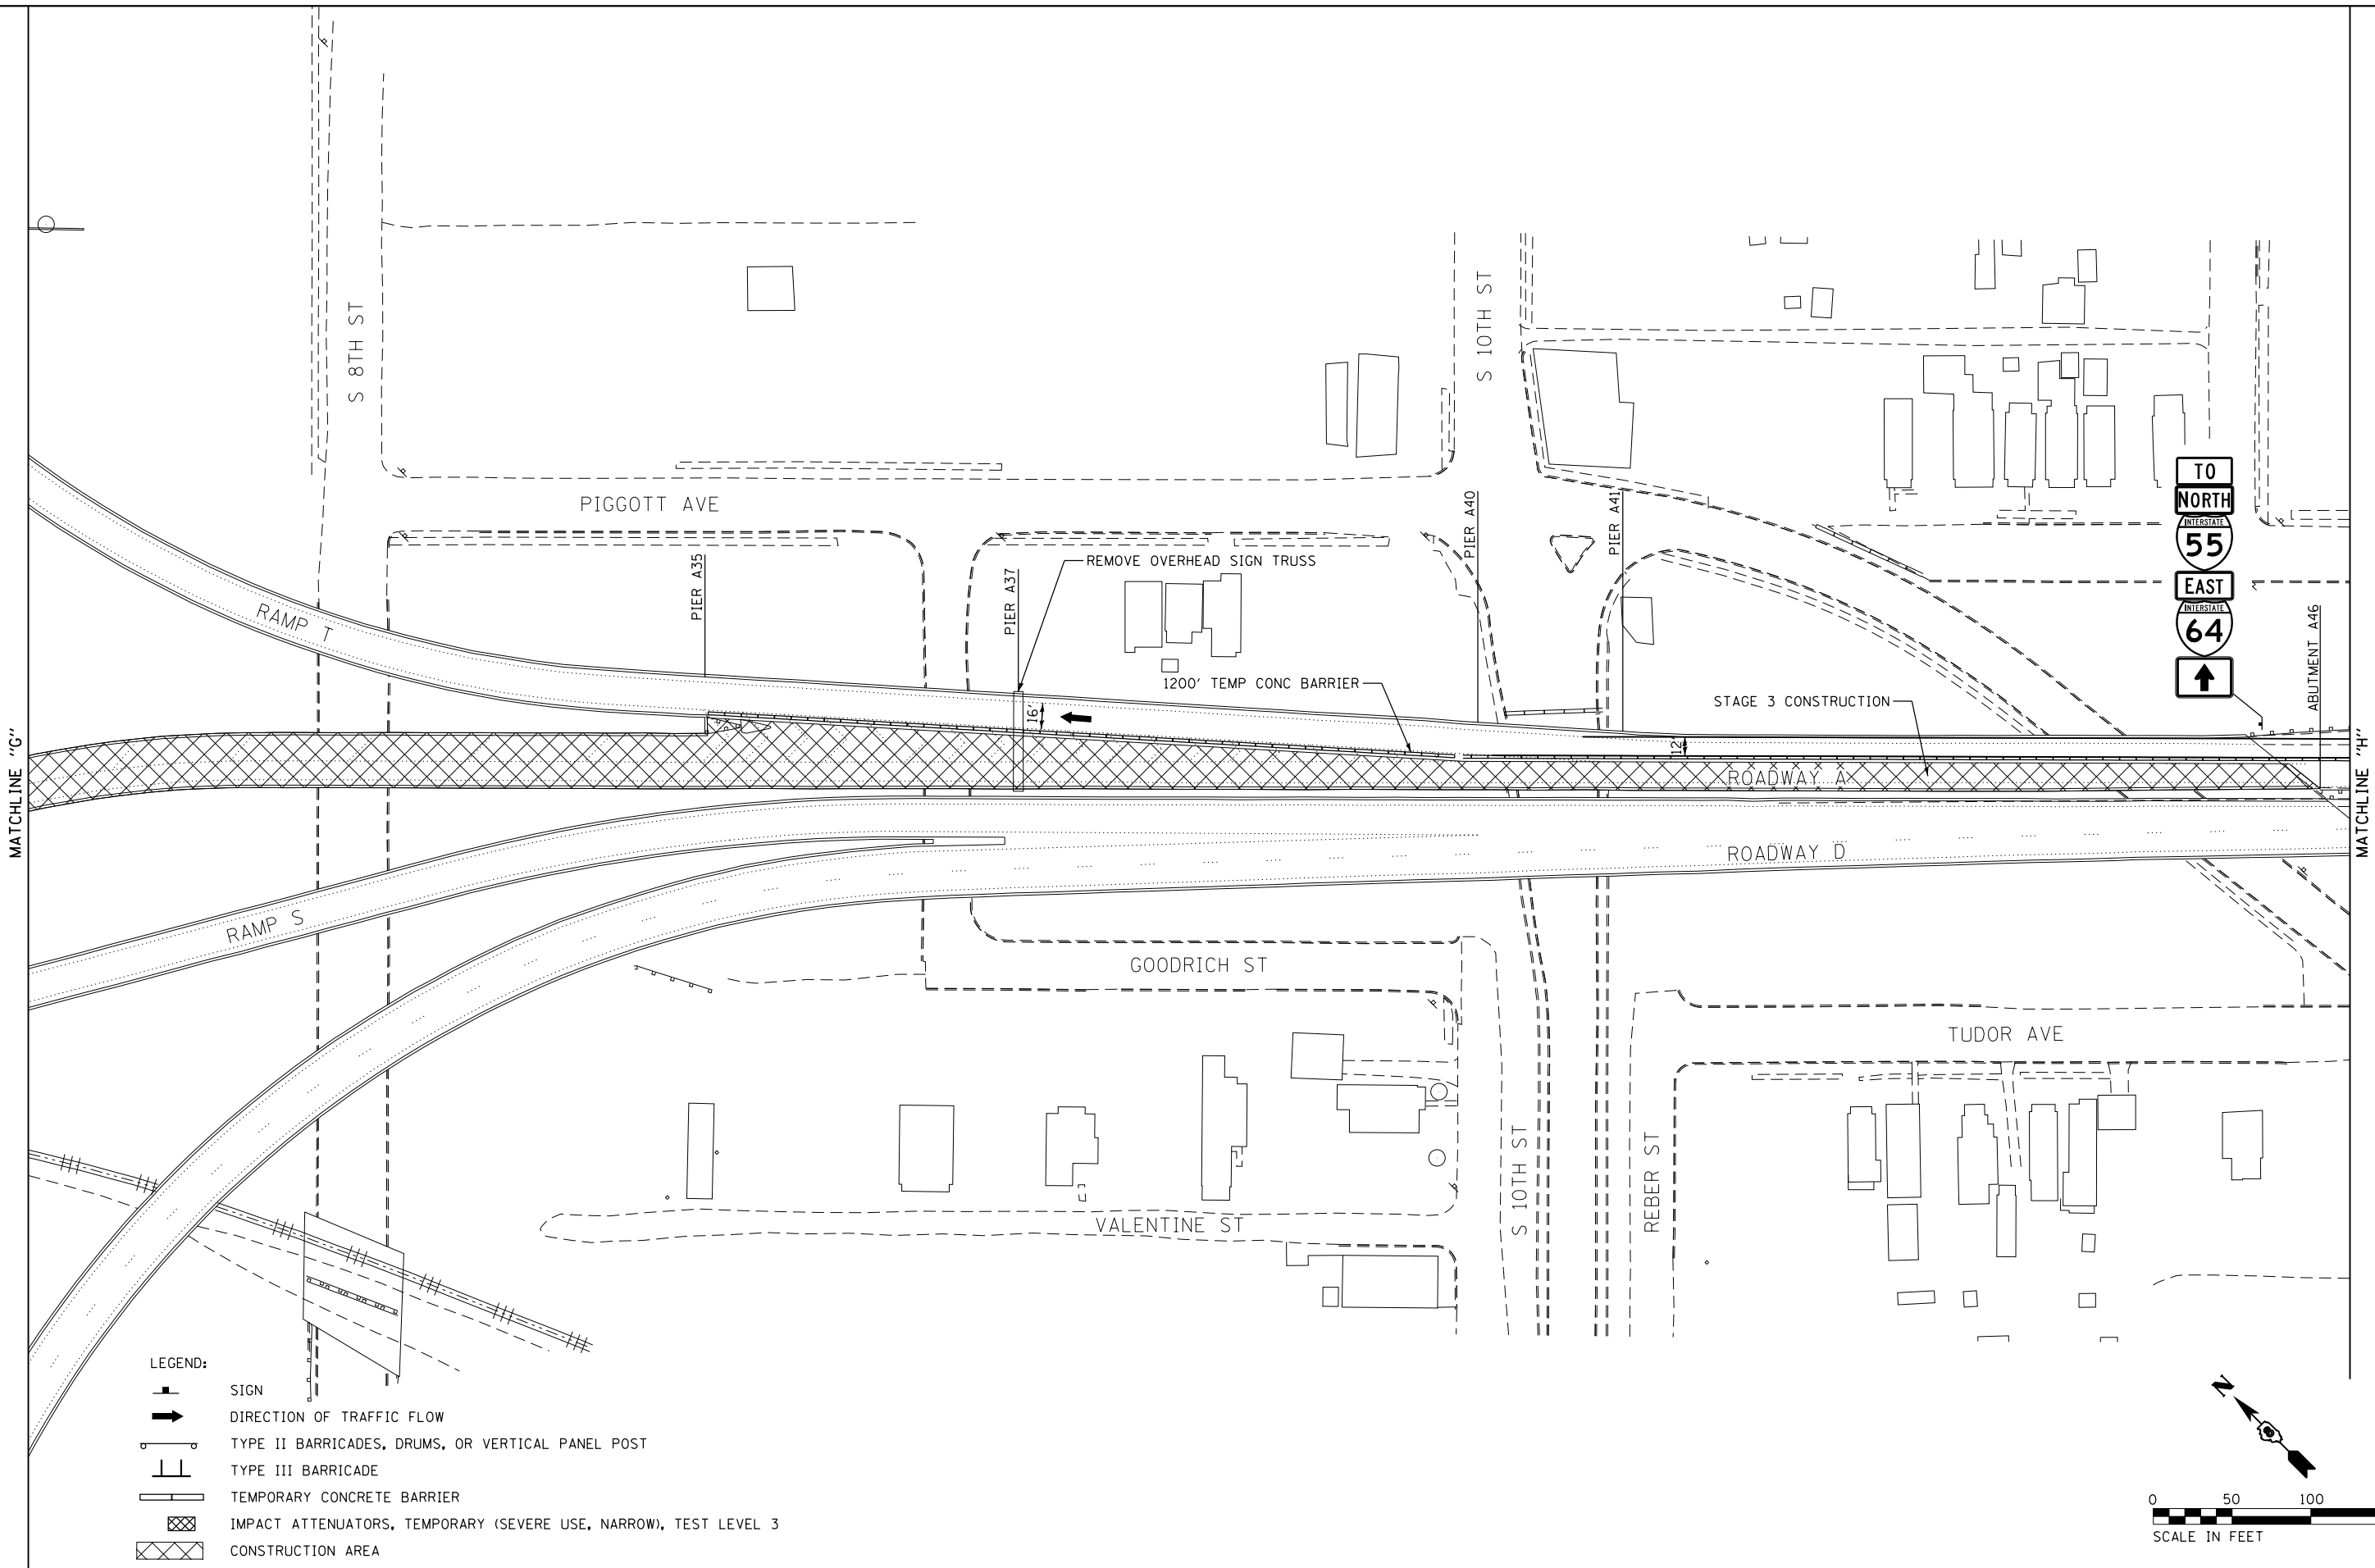 S 8TH ST
S 10TH ST
TO
NORTH
INTERSTATE
55
EAST
INTERSTATE
64
PIGGOTT AVE
PIER A35
PIER A37
PIER A40
PIER A41
ABUTMENT A46
REMOVE OVERHEAD SIGN TRUSS
RAMP T
1200' TEMP CONC BARRIER
STAGE 3 CONSTRUCTION
16'
12'
MATCHLINE "G"
MATCHLINE "H"
ROADWAY A
ROADWAY D
RAMP S
GOODRICH ST
TUDOR AVE
S 10TH ST
REBER ST
VALENTINE ST
LEGEND:
SIGN
DIRECTION OF TRAFFIC FLOW
TYPE II BARRICADES, DRUMS, OR VERTICAL PANEL POST
TYPE III BARRICADE
TEMPORARY CONCRETE BARRIER
IMPACT ATTENUATORS, TEMPORARY (SEVERE USE, NARROW), TEST LEVEL 3
CONSTRUCTION AREA
N
0 50 100
SCALE IN FEET